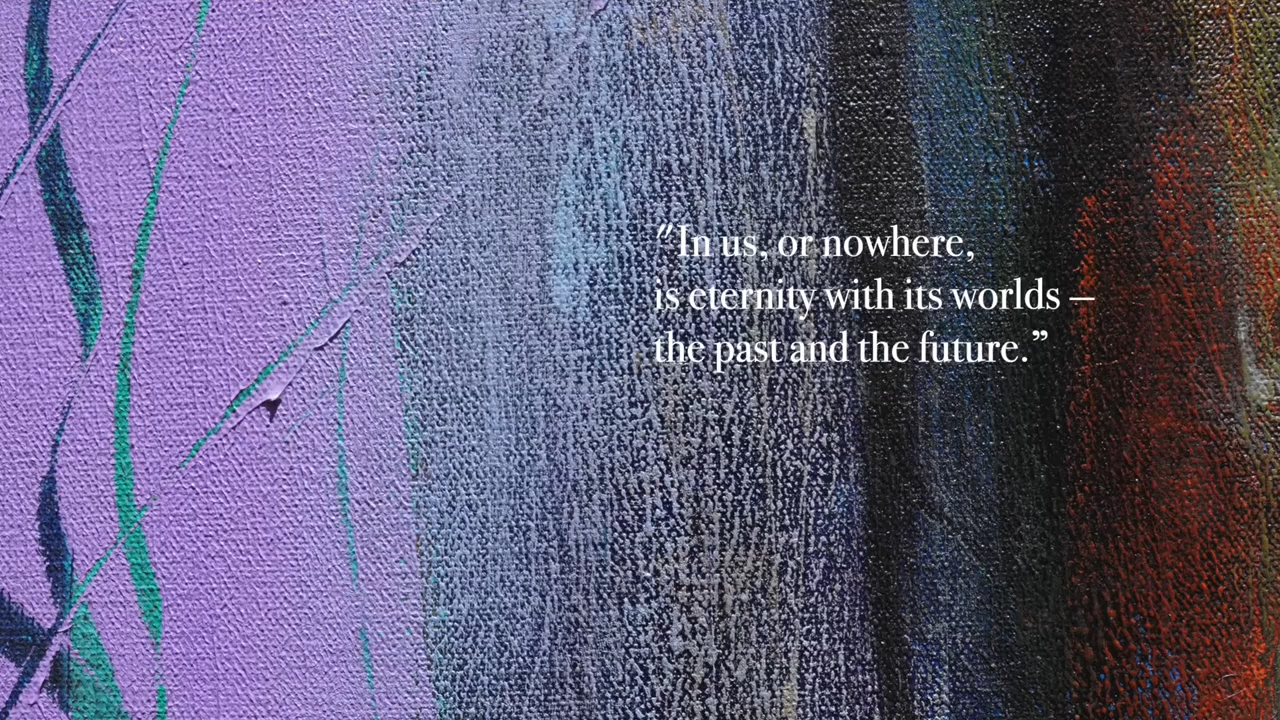 "In us, or nowhere,
is eternity with its worlds –
the past and the future.”